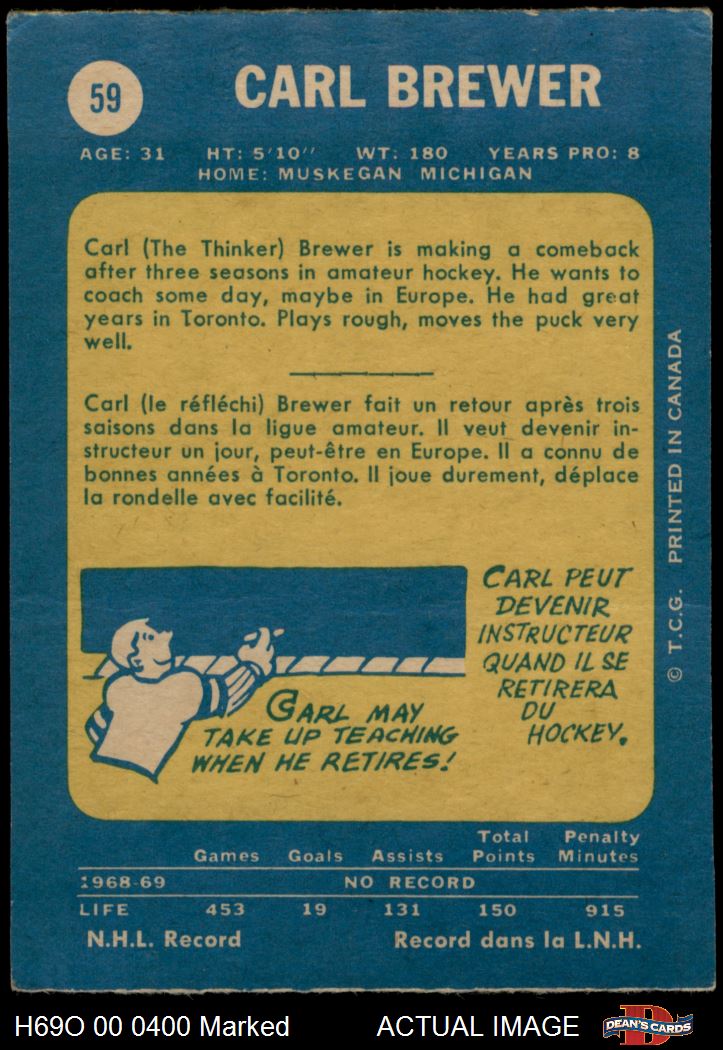 59
CARL BREWER
AGE: 31 HT: 5'10'' WT: 180 YEARS PRO: 8
HOME: MUSKEGAN MICHIGAN
Carl (The Thinker) Brewer is making a comeback
after three seasons in amateur hockey. He wants to
coach some day, maybe in Europe. He had great
years in Toronto. Plays rough, moves the puck very
well.
Carl (le réfléchi) Brewer fait un retour après trois
saisons dans la ligue amateur. Il veut devenir in-
structeur un jour, peut-être en Europe. Il a connu de
bonnes années à Toronto. Il joue durement, déplace
la rondelle avec facilité.
CARL MAY
TAKE UP TEACHING
WHEN HE RETIRES!
CARL PEUT
DEVENIR
INSTRUCTEUR
QUAND IL SE
RETIRERA
DU
HOCKEY.
© T.C.G. PRINTED IN CANADA
Games Goals Assists Total Points Penalty Minutes
1968-69 NO RECORD
LIFE 453 19 131 150 915
N.H.L. Record Record dans la L.N.H.
H69O 00 0400 Marked ACTUAL IMAGE
D
DEAN'S CARDS